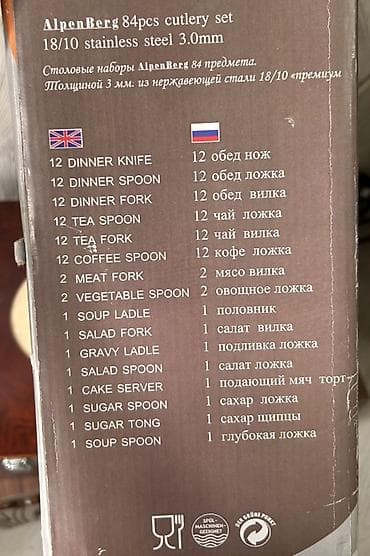 AlpenBerg 84pcs cutlery set
18/10 stainless steel 3.0mm
Столовые наборы AlpenBerg 84 предмета.
Толщиной 3 мм. из нержавеющей стали 18/10 «премиум
12 DINNER KNIFE
12 DINNER SPOON
12 DINNER FORK
12 TEA SPOON
12 TEA FORK
12 COFFEE SPOON
2 MEAT FORK
2 VEGETABLE SPOON
1 SOUP LADLE
1 SALAD FORK
1 GRAVY LADLE
1 SALAD SPOON
1 CAKE SERVER
1 SUGAR SPOON
1 SUGAR TONG
1 SOUP SPOON
12 обед нож
12 обед ложка
12 обед вилка
12 чай ложка
12 чай вилка
12 кофе ложка
2 мясо вилка
2 овощное ложка
1 половник
1 салат вилка
1 подливка ложка
1 салат ложка
1 подающий мяч торт
1 сахар ложка
1 сахар щипцы
1 глубокая ложка
SPÜL-
MASCHINEN-
GEEIGNET
DER GRÜNE PUNKT